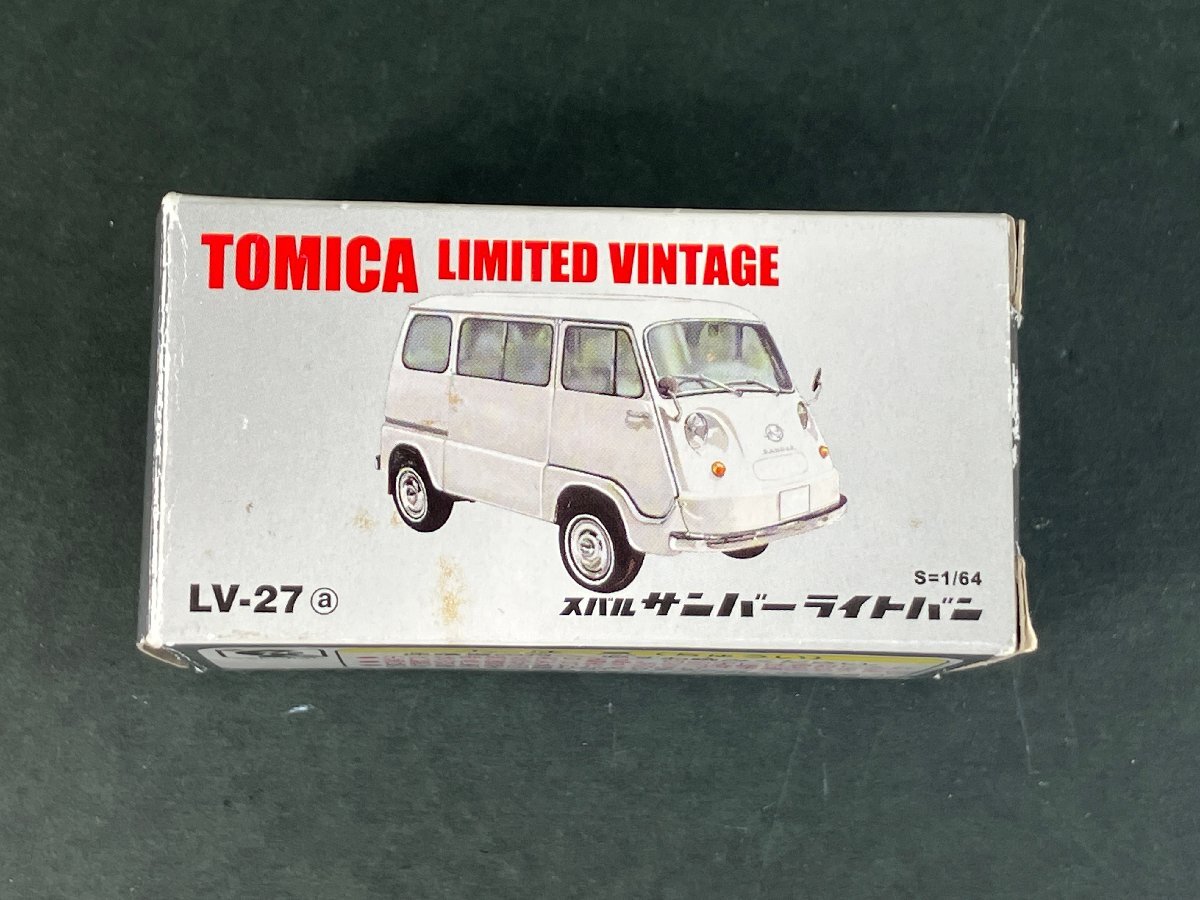 TOMICA LIMITED VINTAGE
S=1/64
LV-27 ⓐ
スバル サンバー ライトバン